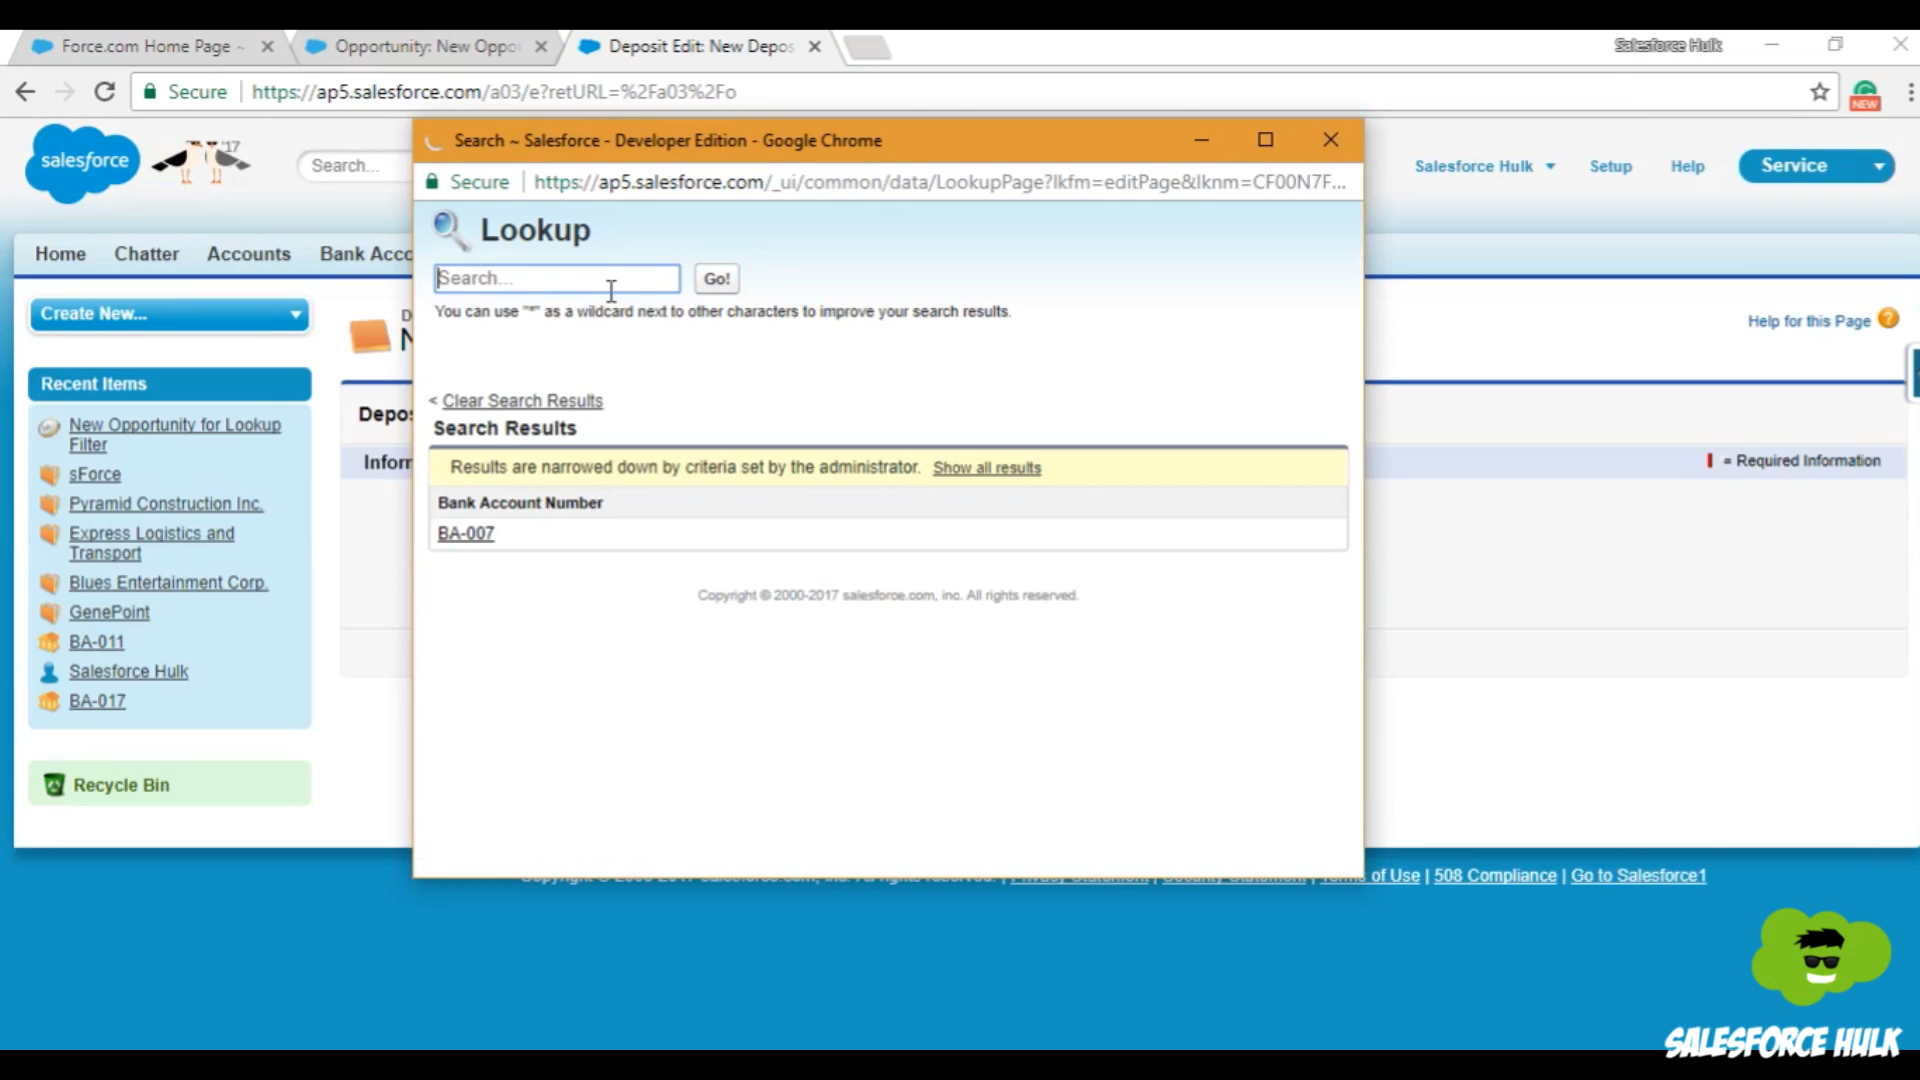 Force.com Home Page ~
Opportunity: New Oppor
Deposit Edit: New Depos
Salesforce Hulk
Secure
https://ap5.salesforce.com/a03/e?retURL=%2Fa03%2Fo
NEW
salesforce
'17
Search...
Salesforce Hulk
Setup
Help
Service
Search ~ Salesforce - Developer Edition - Google Chrome
Secure
https://ap5.salesforce.com/_ui/common/data/LookupPage?lkfm=editPage&lknm=CF00N7F...
Lookup
Search...
Go!
You can use "*" as a wildcard next to other characters to improve your search results.
< Clear Search Results
Search Results
Results are narrowed down by criteria set by the administrator. Show all results
Bank Account Number
BA-007
Copyright © 2000-2017 salesforce.com, inc. All rights reserved.
Home
Chatter
Accounts
Bank Acco
Create New...
Help for this Page
Recent Items
New Opportunity for Lookup
Filter
sForce
Pyramid Construction Inc.
Express Logistics and
Transport
Blues Entertainment Corp.
GenePoint
BA-011
Salesforce Hulk
BA-017
Recycle Bin
Depos
Inforr
= Required Information
of Use | 508 Compliance | Go to Salesforce1
SALESFORCE HULK